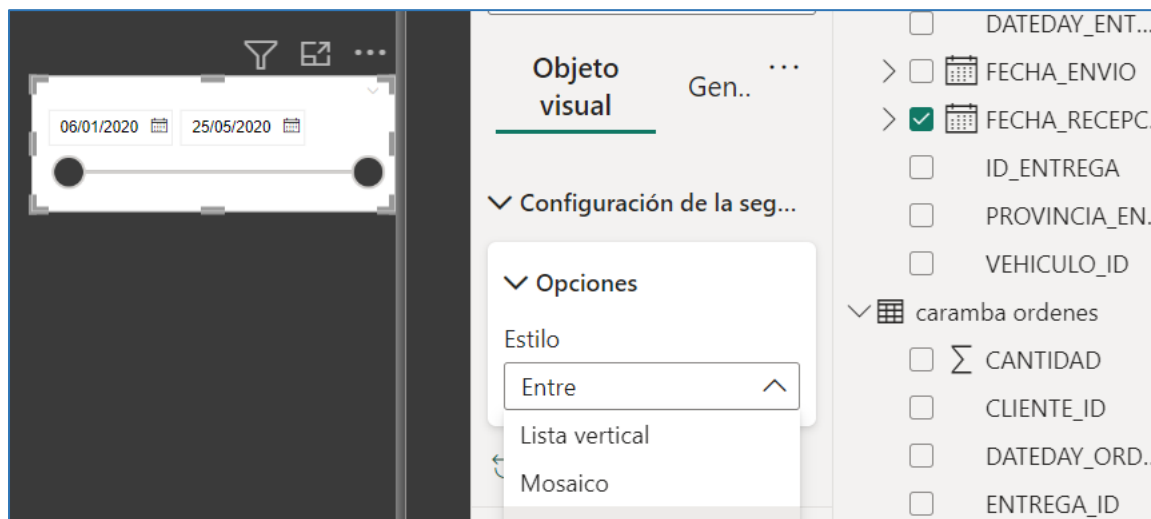 06/01/2020 25/05/2020
Objeto
visual
Gen..
...
Configuración de la seg...
Opciones
Estilo
Entre
Lista vertical
Mosaico
DATEDAY_ENT...
FECHA_ENVIO
FECHA_RECEPC.
ID_ENTREGA
PROVINCIA_EN.
VEHICULO_ID
caramba ordenes
CANTIDAD
CLIENTE_ID
DATEDAY_ORD..
ENTREGA_ID